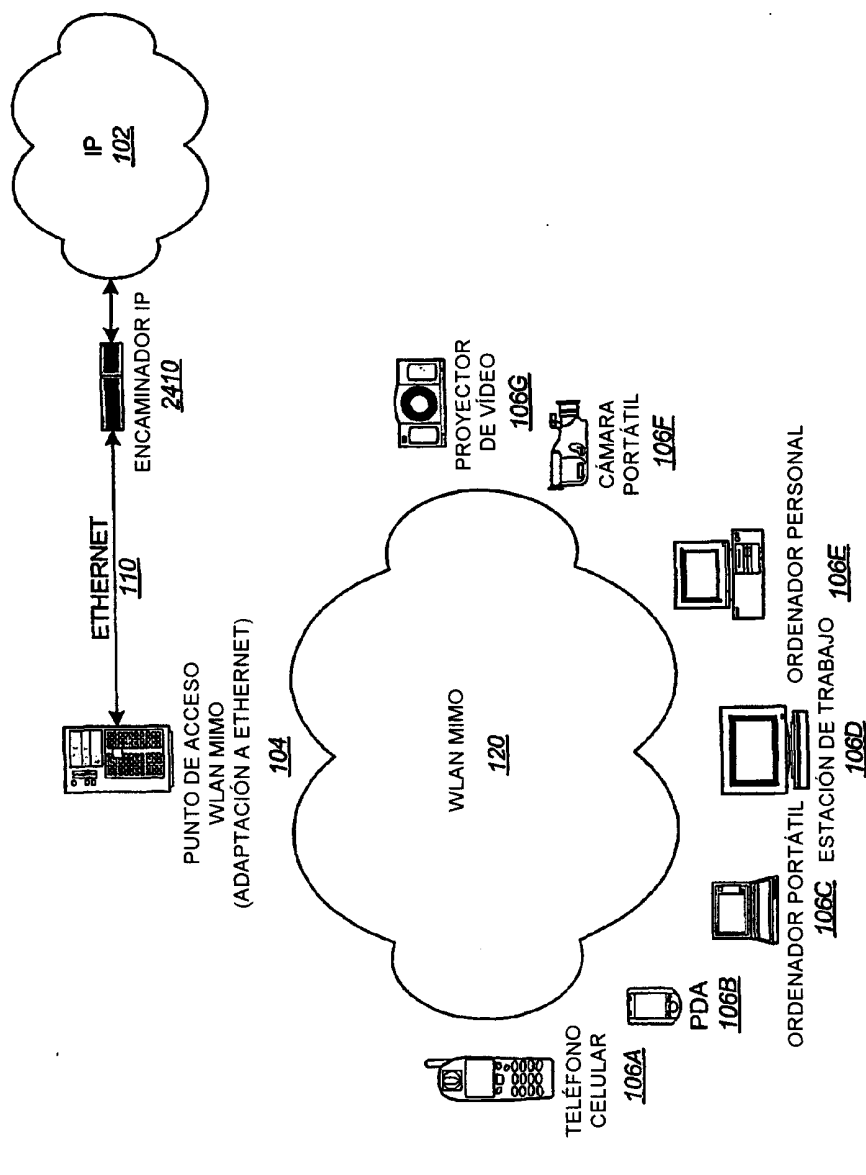 IP
102
ENCAMINADOR IP
2410
ETHERNET
110
PUNTO DE ACCESO
WLAN MIMO
(ADAPTACIÓN A ETHERNET)
104
WLAN MIMO
120
TELÉFONO
CELULAR
106A
PDA
106B
ORDENADOR PORTÁTIL
106C
ESTACIÓN DE TRABAJO
106D
ORDENADOR PERSONAL
106E
CÁMARA
PORTÁTIL
106F
PROYECTOR
DE VÍDEO
106G